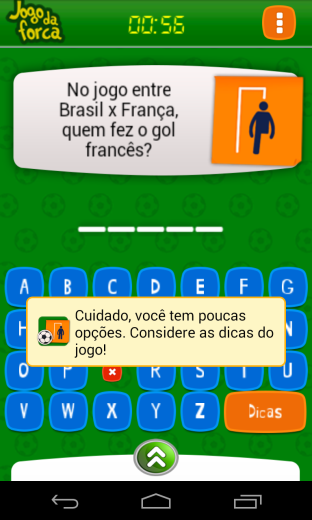 Jogo da
forca
00:56
No jogo entre
Brasil x França,
quem fez o gol
francês?
A B C D E F G
Cuidado, você tem poucas
opções. Considere as dicas do
jogo!
H N
O P R S T U
V W X Y Z Dicas